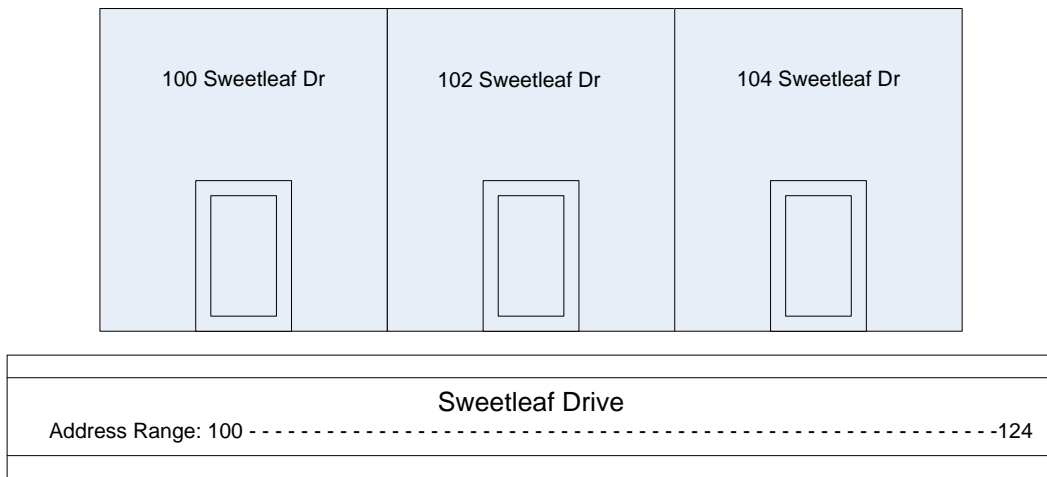 100 Sweetleaf Dr
102 Sweetleaf Dr
104 Sweetleaf Dr
Sweetleaf Drive
Address Range: 100 - - - - - - - - - - - - - - - - - - - - - - - - - - - - - - - - - - - - - - - - - - - - - - - - - - - - - - - - - -124